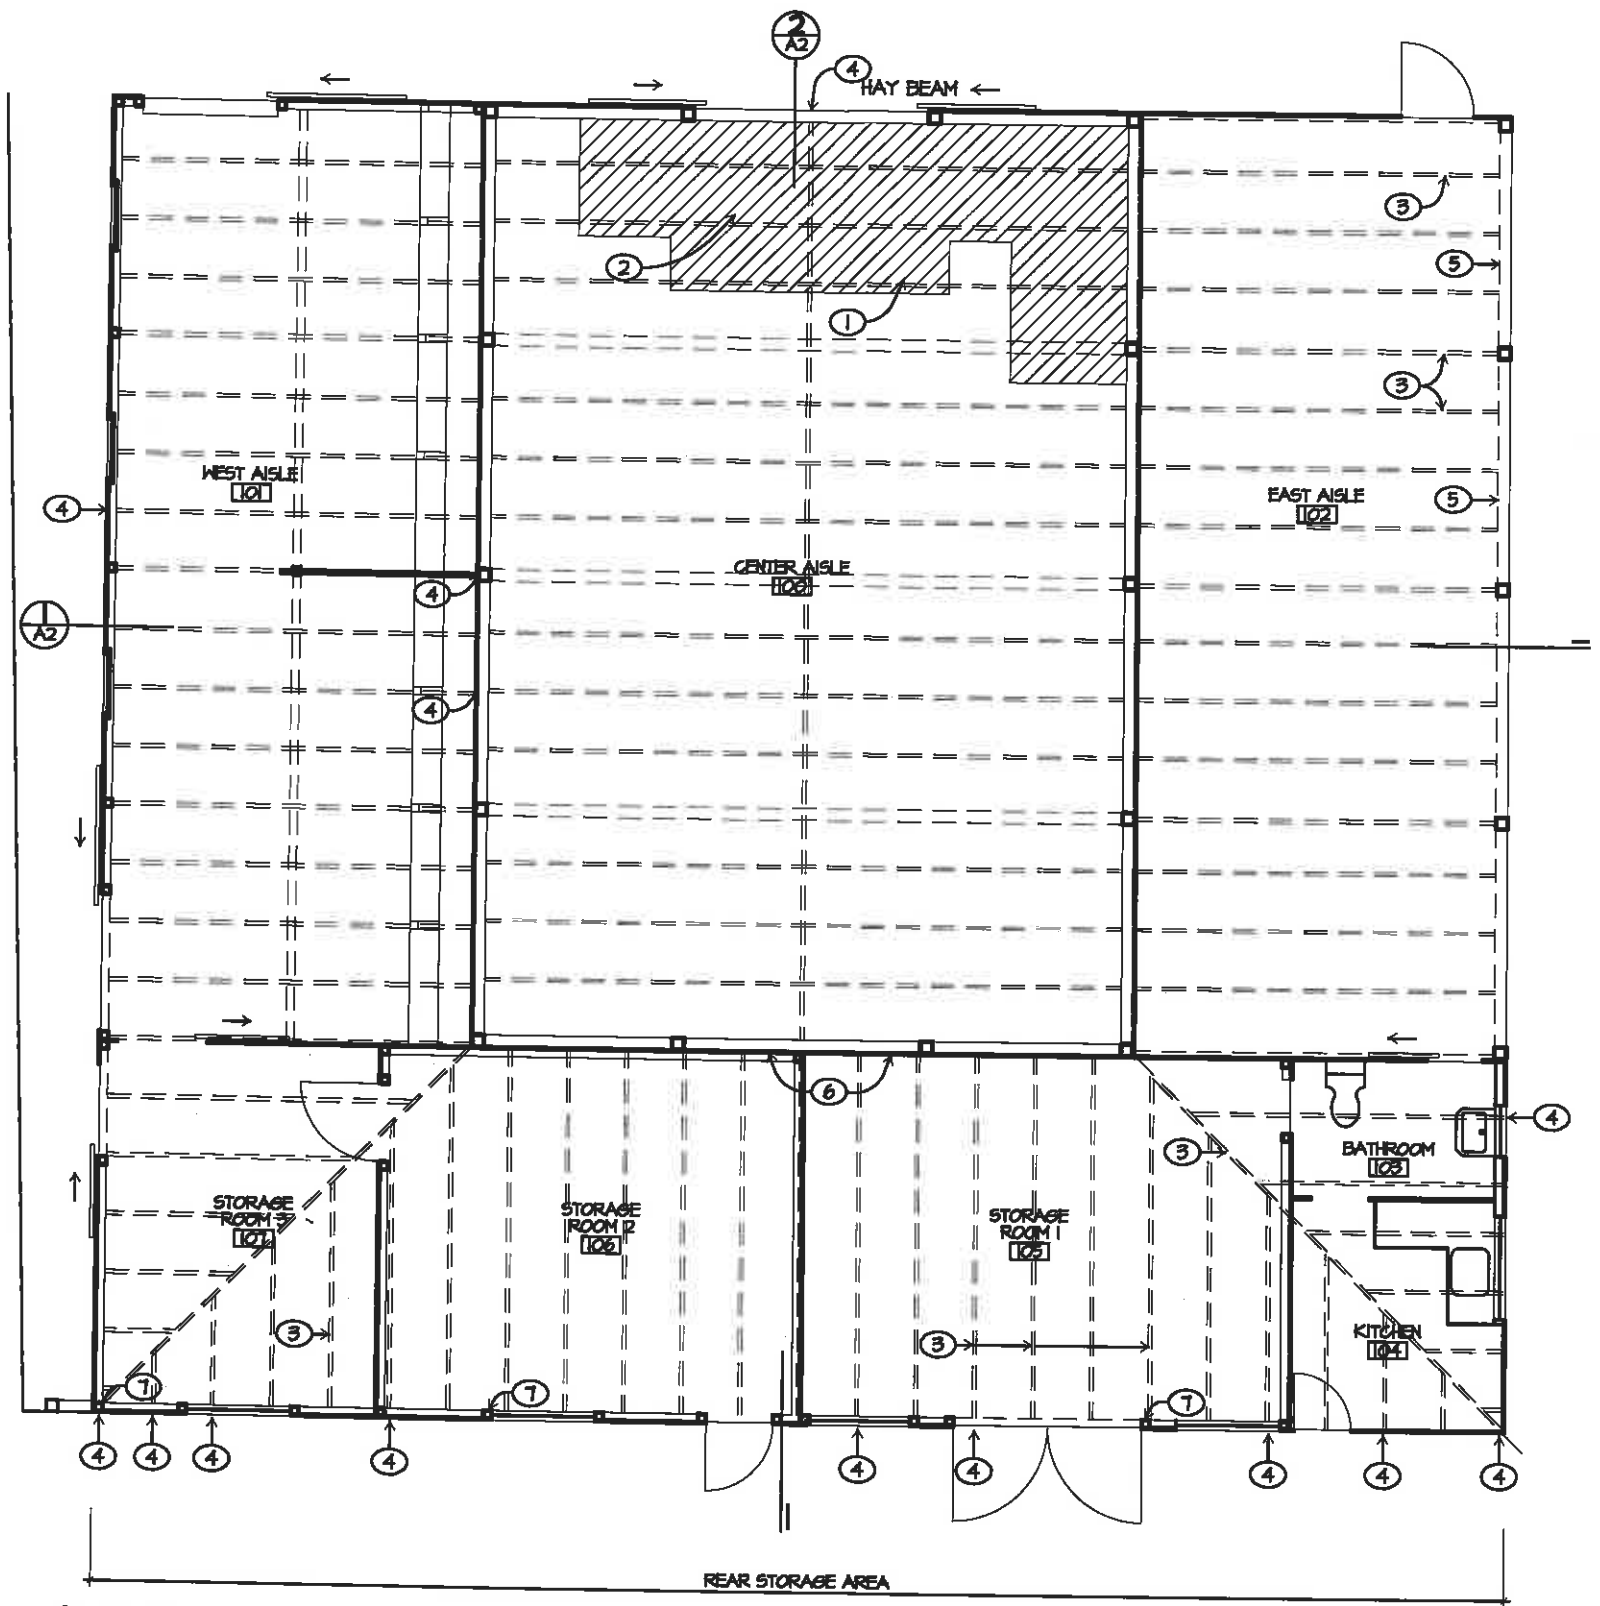 2
A2
4
HAY BEAM
3
5
2
1
3
WEST AISLE
101
EAST AISLE
102
5
4
CENTER AISLE
100
4
1
A2
4
6
3
4
BATHROOM
103
STORAGE
ROOM 3
107
STORAGE
ROOM 2
106
STORAGE
ROOM 1
105
3
3
KITCHEN
104
7
7
7
4
4
4
4
4
4
4
4
4
REAR STORAGE AREA